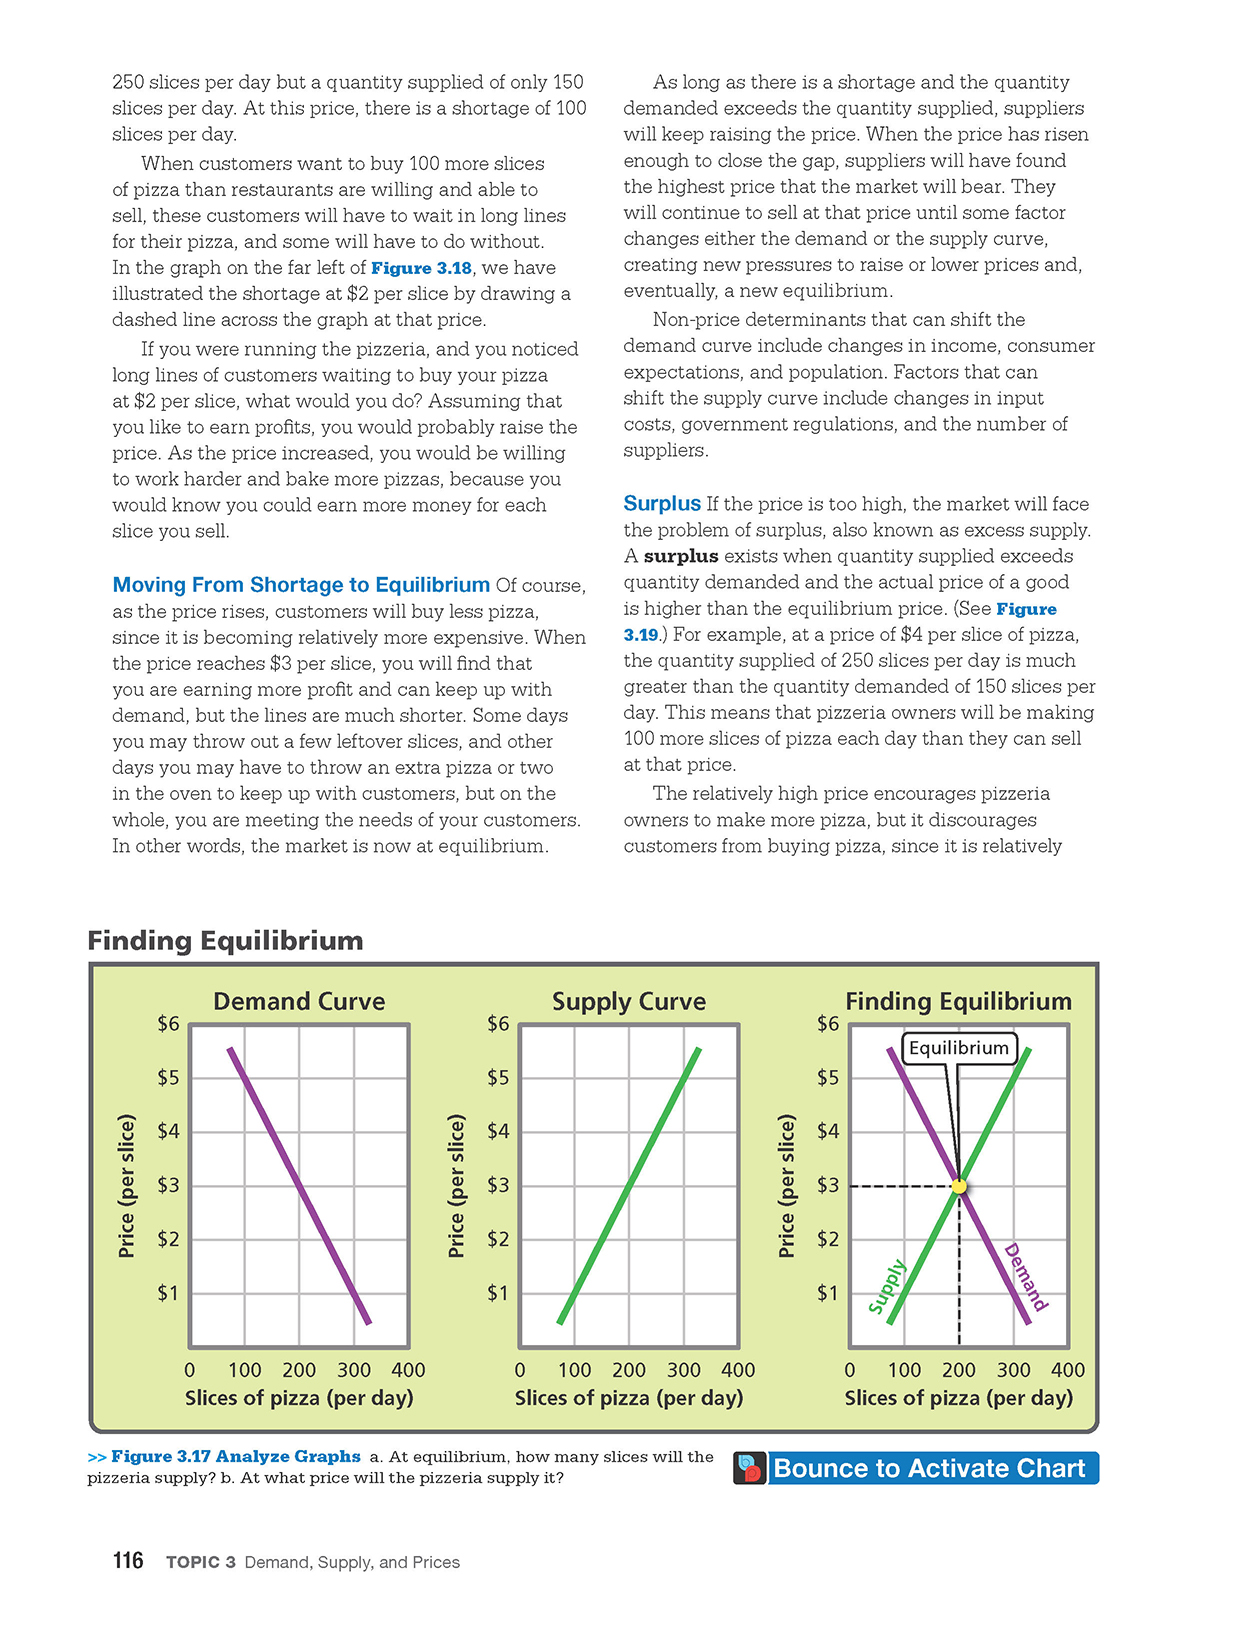 250 slices per day but a quantity supplied of only 150
slices per day. At this price, there is a shortage of 100
slices per day.
When customers want to buy 100 more slices
of pizza than restaurants are willing and able to
sell, these customers will have to wait in long lines
for their pizza, and some will have to do without.
In the graph on the far left of Figure 3.18, we have
illustrated the shortage at $2 per slice by drawing a
dashed line across the graph at that price.
If you were running the pizzeria, and you noticed
long lines of customers waiting to buy your pizza
at $2 per slice, what would you do? Assuming that
you like to earn profits, you would probably raise the
price. As the price increased, you would be willing
to work harder and bake more pizzas, because you
would know you could earn more money for each
slice you sell.
Moving From Shortage to Equilibrium Of course,
as the price rises, customers will buy less pizza,
since it is becoming relatively more expensive. When
the price reaches $3 per slice, you will find that
you are earning more profit and can keep up with
demand, but the lines are much shorter. Some days
you may throw out a few leftover slices, and other
days you may have to throw an extra pizza or two
in the oven to keep up with customers, but on the
whole, you are meeting the needs of your customers.
In other words, the market is now at equilibrium.
As long as there is a shortage and the quantity
demanded exceeds the quantity supplied, suppliers
will keep raising the price. When the price has risen
enough to close the gap, suppliers will have found
the highest price that the market will bear. They
will continue to sell at that price until some factor
changes either the demand or the supply curve,
creating new pressures to raise or lower prices and,
eventually, a new equilibrium.
Non-price determinants that can shift the
demand curve include changes in income, consumer
expectations, and population. Factors that can
shift the supply curve include changes in input
costs, government regulations, and the number of
suppliers.
Surplus If the price is too high, the market will face
the problem of surplus, also known as excess supply.
A surplus exists when quantity supplied exceeds
quantity demanded and the actual price of a good
is higher than the equilibrium price. (See Figure
3.19.) For example, at a price of $4 per slice of pizza,
the quantity supplied of 250 slices per day is much
greater than the quantity demanded of 150 slices per
day. This means that pizzeria owners will be making
100 more slices of pizza each day than they can sell
at that price.
The relatively high price encourages pizzeria
owners to make more pizza, but it discourages
customers from buying pizza, since it is relatively
Finding Equilibrium
Demand Curve
$6
$5
$4
$3
$2
$1
Price (per slice)
0 100 200 300 400
Slices of pizza (per day)
Supply Curve
$6
$5
$4
$3
$2
$1
Price (per slice)
0 100 200 300 400
Slices of pizza (per day)
Finding Equilibrium
$6
$5
$4
$3
$2
$1
Price (per slice)
Equilibrium
Supply
Demand
0 100 200 300 400
Slices of pizza (per day)
>> Figure 3.17 Analyze Graphs a. At equilibrium, how many slices will the
pizzeria supply? b. At what price will the pizzeria supply it?
Bounce to Activate Chart
116 TOPIC 3 Demand, Supply, and Prices